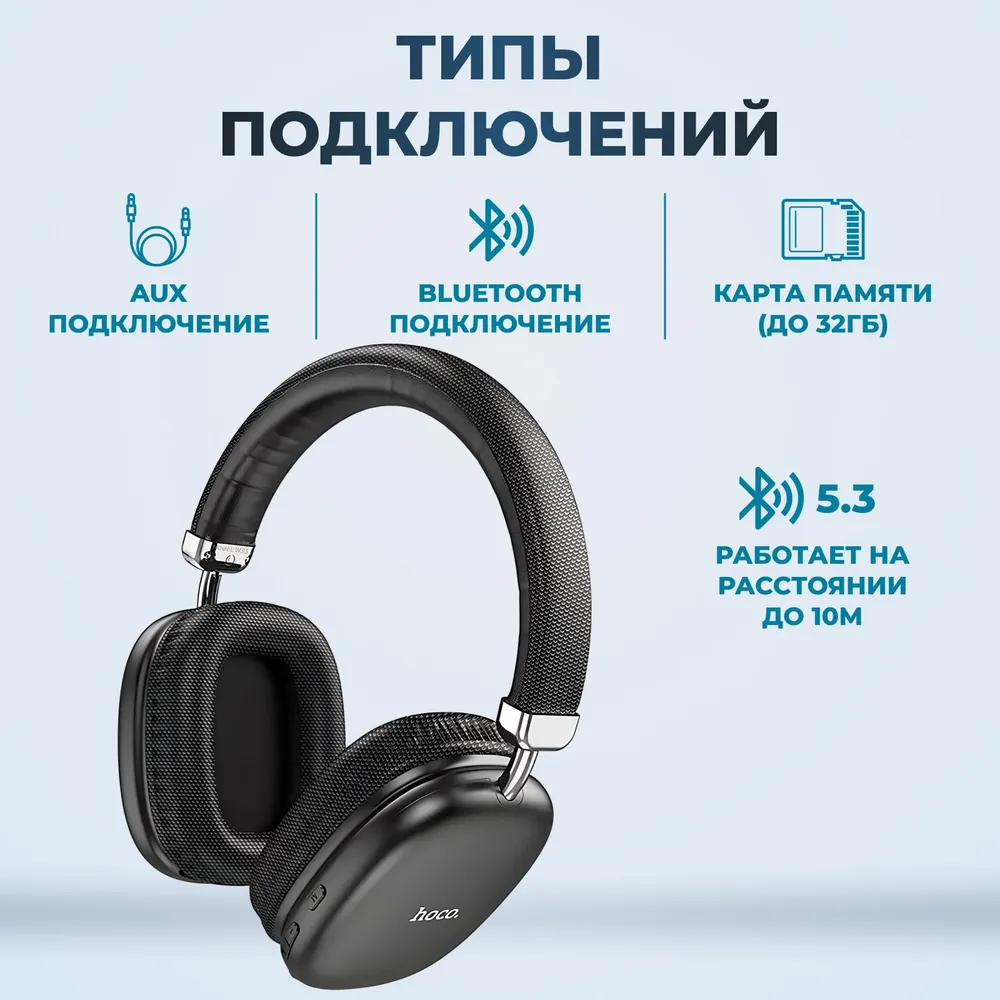 ТИПЫ
ПОДКЛЮЧЕНИЙ
AUX
ПОДКЛЮЧЕНИЕ
BLUETOOTH
ПОДКЛЮЧЕНИЕ
КАРТА ПАМЯТИ
(ДО 32ГБ)
5.3
РАБОТАЕТ НА
РАССТОЯНИИ
ДО 10М
hoco.